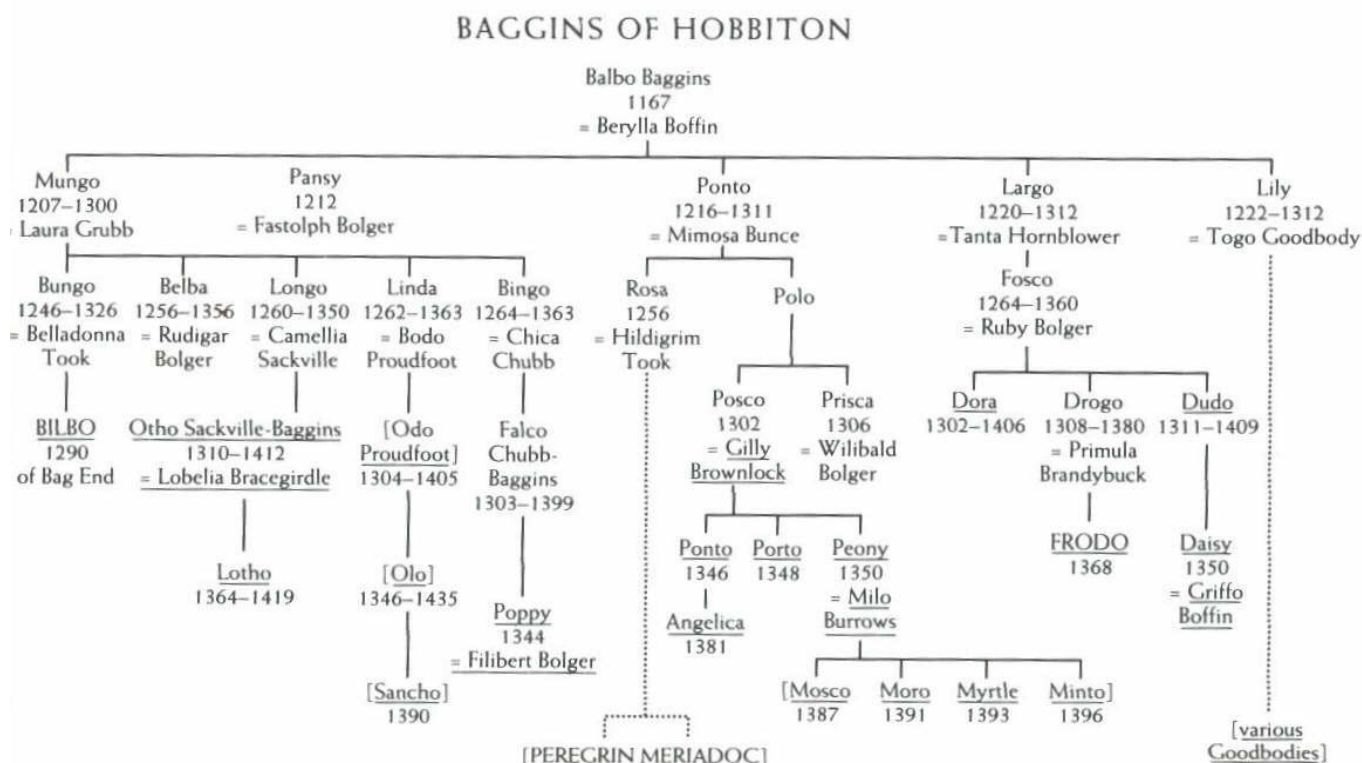 BAGGINS OF HOBBITON
Balbo Baggins
1167
= Berylla Boffin
Mungo
1207–1300
Laura Grubb
Pansy
1212
= Fastolph Bolger
Ponto
1216–1311
= Mimosa Bunce
Largo
1220–1312
=Tanta Hornblower
Lily
1222–1312
= Togo Goodbody
Bungo
1246–1326
= Belladonna
Took
Belba
1256–1356
= Rudigar
Bolger
Longo
1260–1350
= Camellia
Sackville
Linda
1262–1363
= Bodo
Proudfoot
Bingo
1264–1363
= Chica
Chubb
Rosa
1256
= Hildigrim
Took
Polo
Fosco
1264–1360
= Ruby Bolger
BILBO
1290
of Bag End
Otho Sackville-Baggins
1310–1412
= Lobelia Bracegirdle
[Odo
Proudfoot]
1304–1405
Falco
Chubb-
Baggins
1303–1399
Posco
1302
= Gilly
Brownlock
Prisca
1306
= Wilibald
Bolger
Dora
1302–1406
Drogo
1308–1380
= Primula
Brandybuck
Dudo
1311–1409
Lotho
1364–1419
[Olo]
1346–1435
Poppy
1344
= Filibert Bolger
Ponto
1346
Porto
1348
Peony
1350
= Milo
Burrows
FRODO
1368
Daisy
1350
= Griffo
Boffin
Angelica
1381
[Sancho]
1390
[Mosco
1387
Moro
1391
Myrtle
1393
Minto]
1396
[PEREGRIN MERIADOC]
[various
Goodbodies]